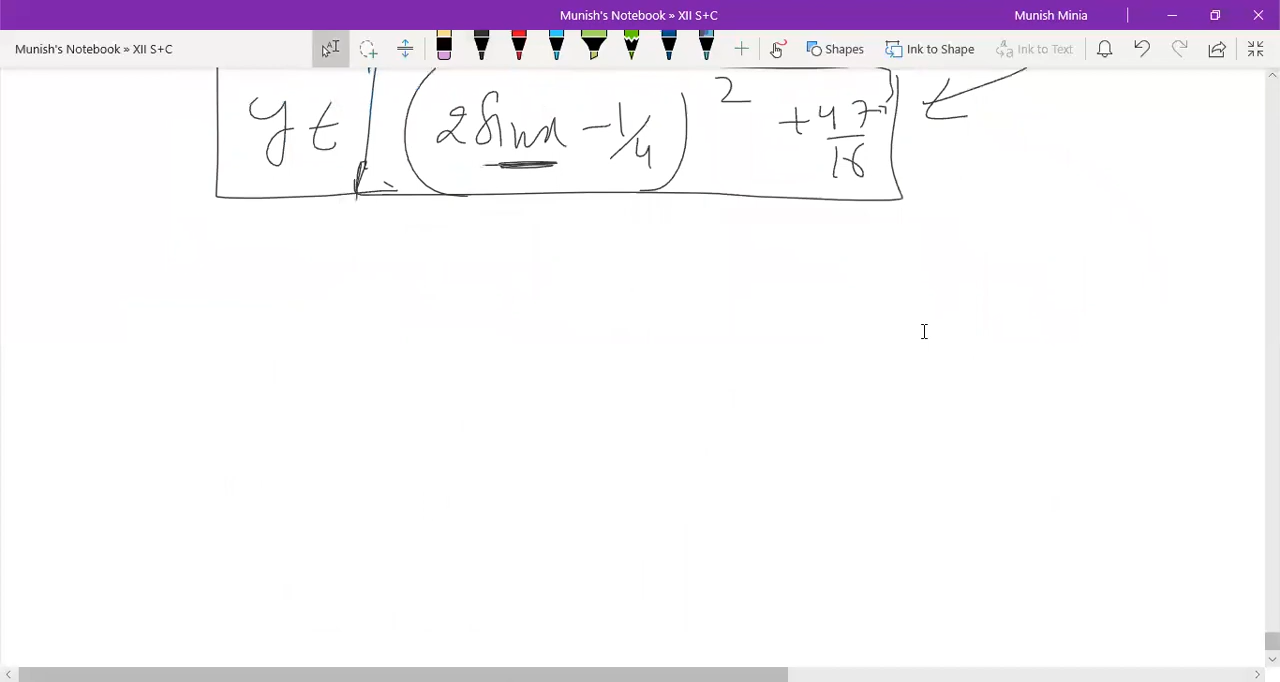 Munish's Notebook » XII S+C
Munish Minia
Munish's Notebook » XII S+C
Shapes
Ink to Shape
Ink to Text
y t (2 sinx - 1/4)² + 47/16